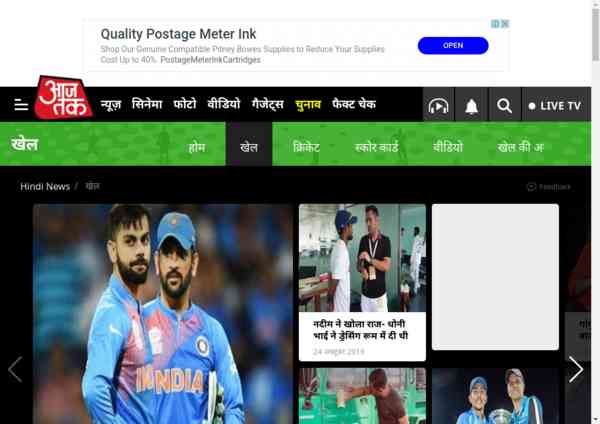 Quality Postage Meter Ink
Shop Our Genuine Compatible Pitney Bowes Supplies to Reduce Your Supplies
Cost Up to 40%. PostageMeterInkCartridges
OPEN
आज
तक
न्यूज़ सिनेमा फोटो वीडियो गैजेट्स चुनाव फैक्ट चेक
LIVE TV
खेल
होम खेल क्रिकेट स्कोर कार्ड वीडियो खेल की अ
Hindi News / खेल
Feedback
INDIA
नदीम ने खोला राज- धोनी
भाई ने ड्रेसिंग रूम में दी थी
24 अक्टूबर 2019